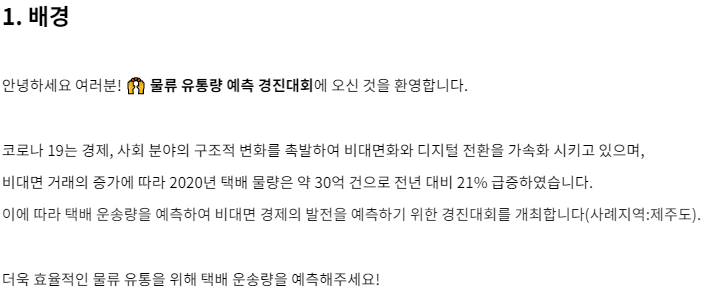 1. 배경
안녕하세요 여러분! 🙌 물류 유통량 예측 경진대회에 오신 것을 환영합니다.
코로나 19는 경제, 사회 분야의 구조적 변화를 촉발하여 비대면화와 디지털 전환을 가속화 시키고 있으며,
비대면 거래의 증가에 따라 2020년 택배 물량은 약 30억 건으로 전년 대비 21% 급증하였습니다.
이에 따라 택배 운송량을 예측하여 비대면 경제의 발전을 예측하기 위한 경진대회를 개최합니다(사례지역:제주도).
더욱 효율적인 물류 유통을 위해 택배 운송량을 예측해주세요!